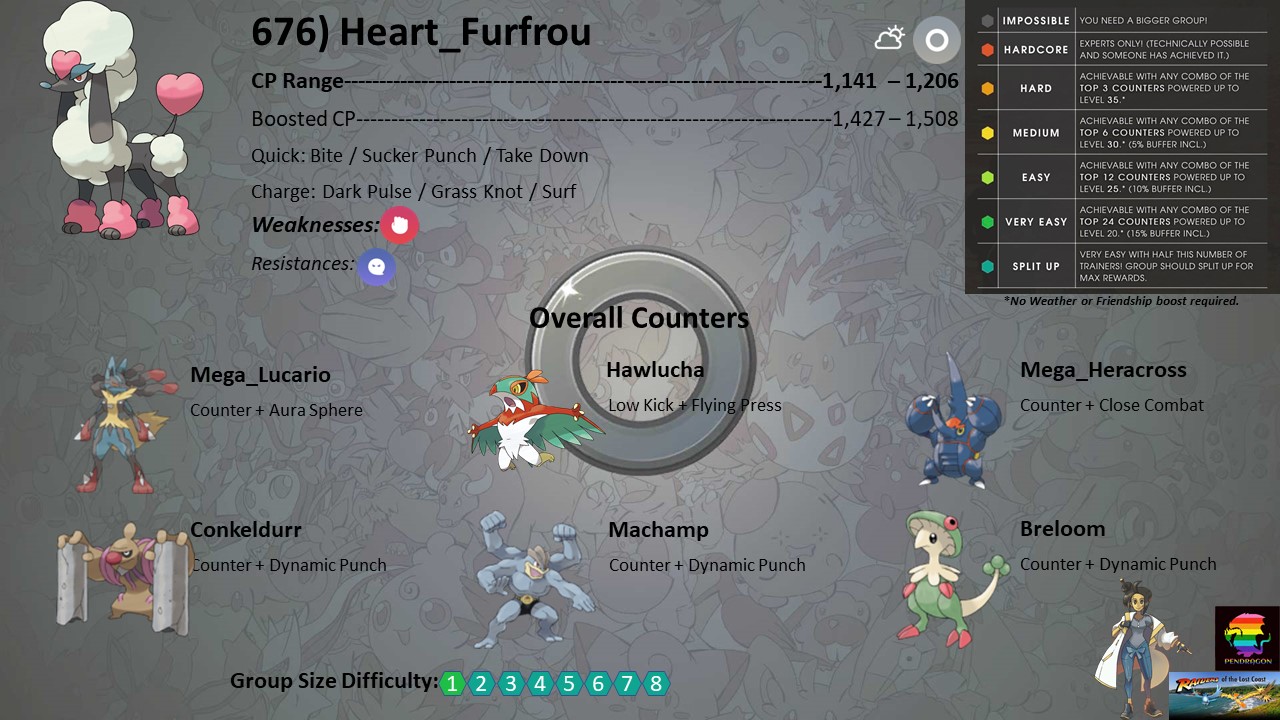 676) Heart_Furfrou
CP Range--------------------1,141 – 1,206
Boosted CP--------------------1,427 – 1,508
Quick: Bite / Sucker Punch / Take Down
Charge: Dark Pulse / Grass Knot / Surf
Weaknesses:
Resistances:
IMPOSSIBLE
YOU NEED A BIGGER GROUP!
HARDCORE
EXPERTS ONLY! (TECHNICALLY POSSIBLE
AND SOMEONE HAS ACHIEVED IT.)
HARD
ACHIEVABLE WITH ANY COMBO OF THE
TOP 3 COUNTERS POWERED UP TO
LEVEL 35.*
MEDIUM
ACHIEVABLE WITH ANY COMBO OF THE
TOP 6 COUNTERS POWERED UP TO
LEVEL 30.* (5% BUFFER INCL.)
EASY
ACHIEVABLE WITH ANY COMBO OF THE
TOP 12 COUNTERS POWERED UP TO
LEVEL 25.* (10% BUFFER INCL.)
VERY EASY
ACHIEVABLE WITH ANY COMBO OF THE
TOP 24 COUNTERS POWERED UP TO
LEVEL 20.* (15% BUFFER INCL.)
SPLIT UP
VERY EASY WITH HALF THIS NUMBER OF
TRAINERS! GROUP SHOULD SPLIT UP FOR
MAX REWARDS.
*No Weather or Friendship boost required.
Overall Counters
Mega_Lucario
Counter + Aura Sphere
Hawlucha
Low Kick + Flying Press
Mega_Heracross
Counter + Close Combat
Conkeldurr
Counter + Dynamic Punch
Machamp
Counter + Dynamic Punch
Breloom
Counter + Dynamic Punch
Group Size Difficulty: 1 2 3 4 5 6 7 8
PENDROGON
RAIDERS of the Lost Coast